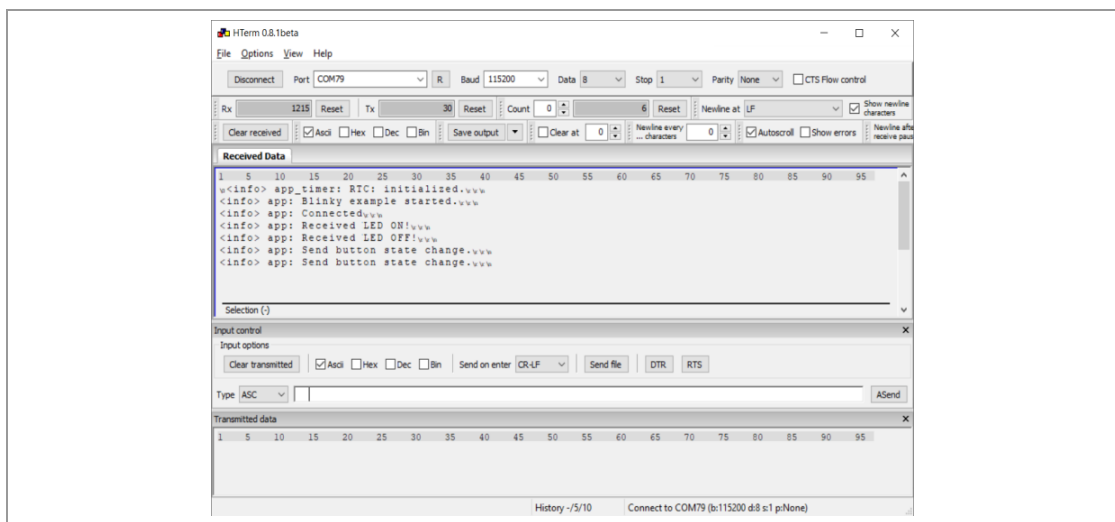 HTerm 0.8.1beta
File Options View Help
Disconnect Port COM79 R Baud 115200 Data 8 Stop 1 Parity None CTS Flow control
Rx 1215 Reset Tx 30 Reset Count 0 6 Reset Newline at LF Show newline characters
Clear received Ascii Hex Dec Bin Save output Clear at 0 Newline every ... characters 0 Autoscroll Show errors Newline afte receive paus
Received Data
1 5 10 15 20 25 30 35 40 45 50 55 60 65 70 75 80 85 90 95
<info> app_timer: RTC: initialized.
<info> app: Blinky example started.
<info> app: Connected
<info> app: Received LED ON!
<info> app: Received LED OFF!
<info> app: Send button state change.
<info> app: Send button state change.
Selection (-)
Input control
Input options
Clear transmitted Ascii Hex Dec Bin Send on enter CR-LF Send file DTR RTS
Type ASC ASend
Transmitted data
1 5 10 15 20 25 30 35 40 45 50 55 60 65 70 75 80 85 90 95
History -/5/10 Connect to COM79 (b:115200 d:8 s:1 p:None)